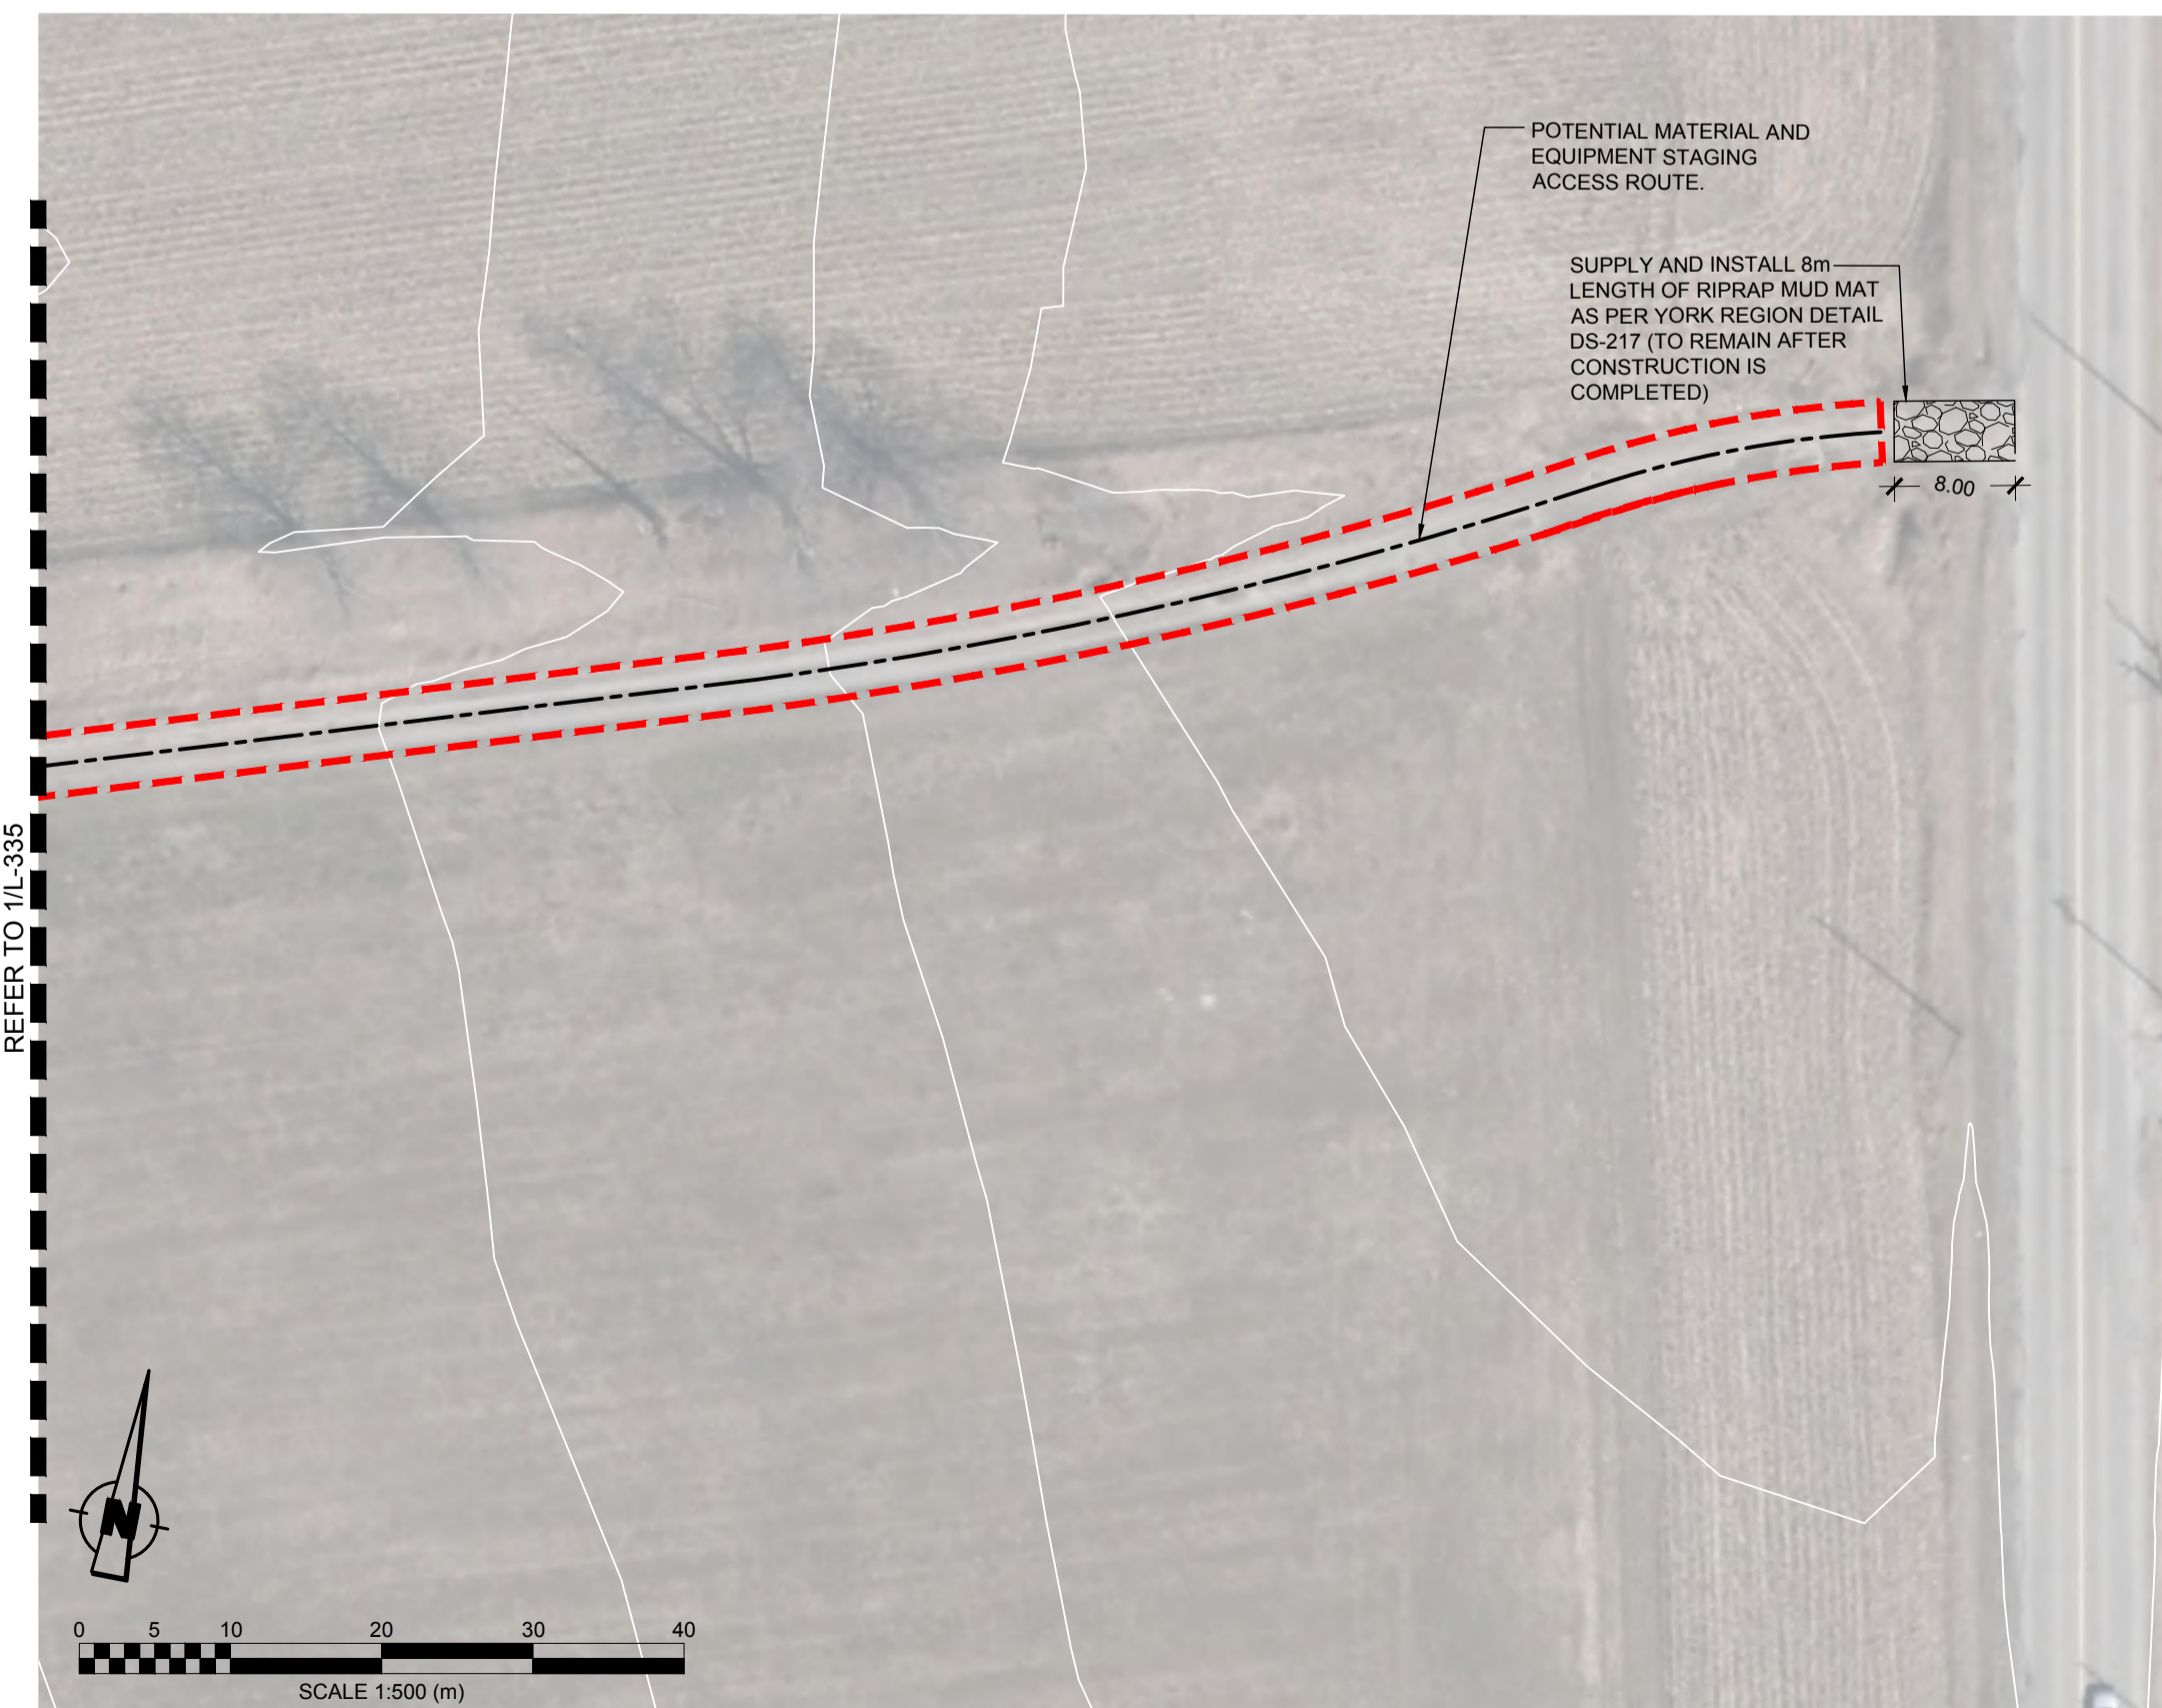 POTENTIAL MATERIAL AND
EQUIPMENT STAGING
ACCESS ROUTE.
SUPPLY AND INSTALL 8m
LENGTH OF RIPRAP MUD MAT
AS PER YORK REGION DETAIL
DS-217 (TO REMAIN AFTER
CONSTRUCTION IS
COMPLETED)
8.00
REFER TO 1/L-335
N
0 5 10 20 30 40
SCALE 1:500 (m)